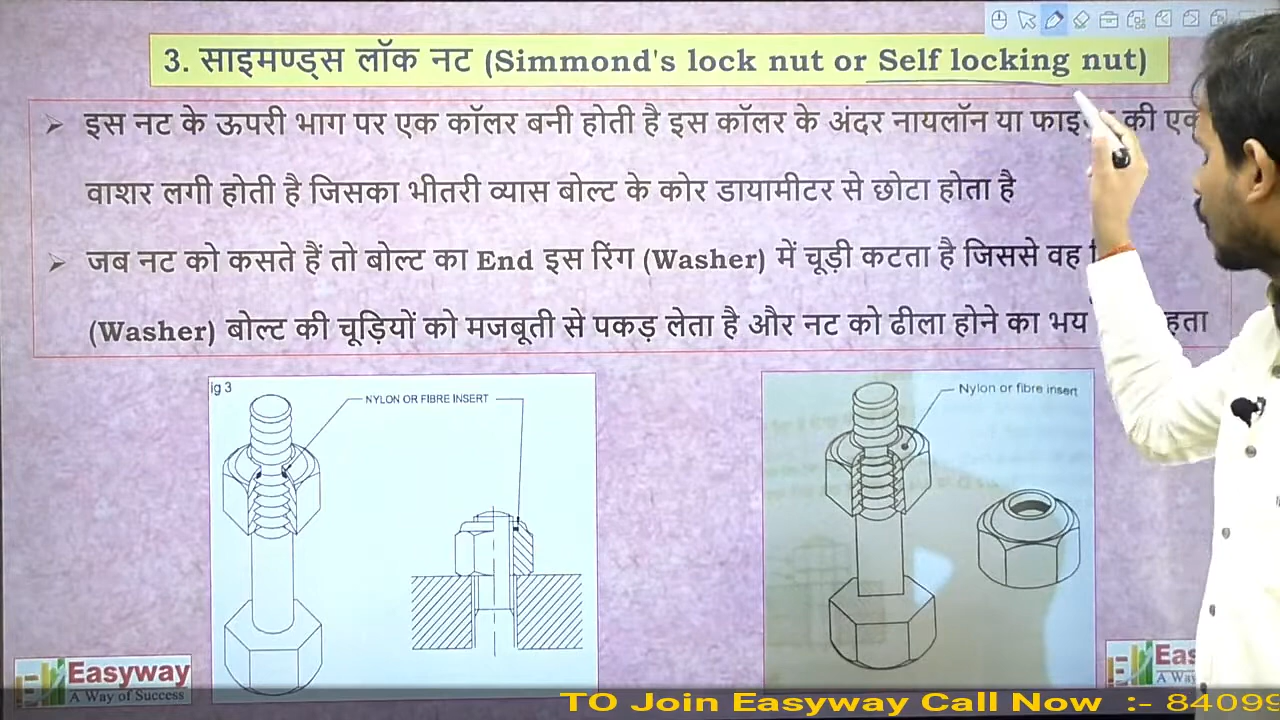 3. साइमण्ड्स लॉक नट (Simmond's lock nut or Self locking nut)
➢ इस नट के ऊपरी भाग पर एक कॉलर बनी होती है इस कॉलर के अंदर नायलॉन या की एक
वाशर लगी होती है जिसका भीतरी व्यास बोल्ट के कोर डायामीटर से छोटा होता है
➢ जब नट को कसते हैं तो बोल्ट का End इस रिंग (Washer) में चूड़ी कटता है जिससे वह
(Washer) बोल्ट की चूड़ियों को मजबूती से पकड़ लेता है और नट को ढीला होने का भय
ig 3
NYLON OR FIBRE INSERT
Nylon or fibre insert
Easyway
A Way of Success
Eas
A Wa
TO Join Easyway Call Now :- 84099